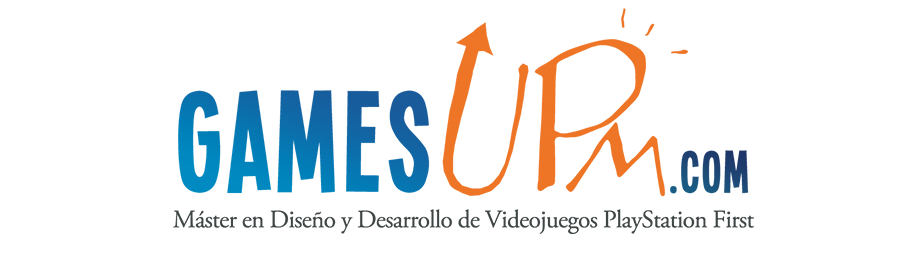 GAMESUPM.COM
Máster en Diseño y Desarrollo de Videojuegos PlayStation First